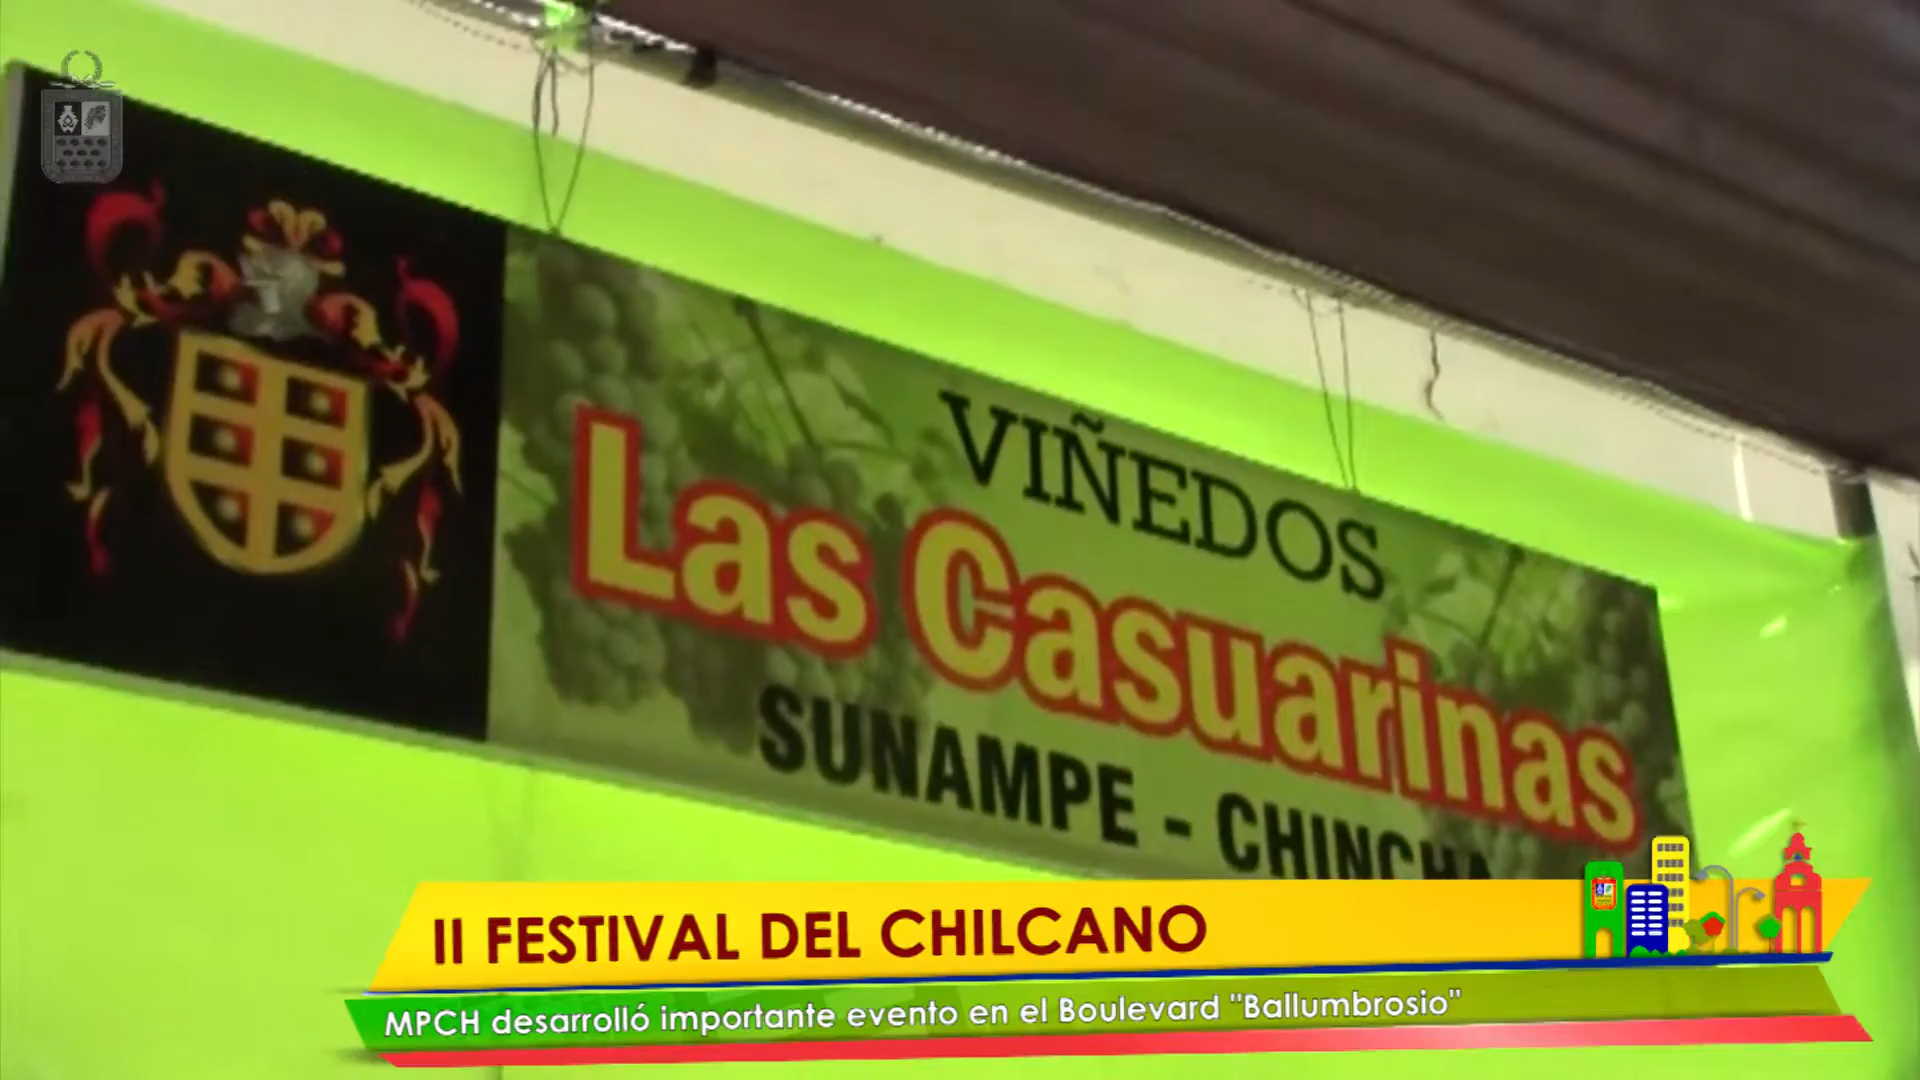 VIÑEDOS
Las Casuarinas
SUNAMPE - CHINCHA
II FESTIVAL DEL CHILCANO
MPCH desarrolló importante evento en el Boulevard "Ballumbrosio"